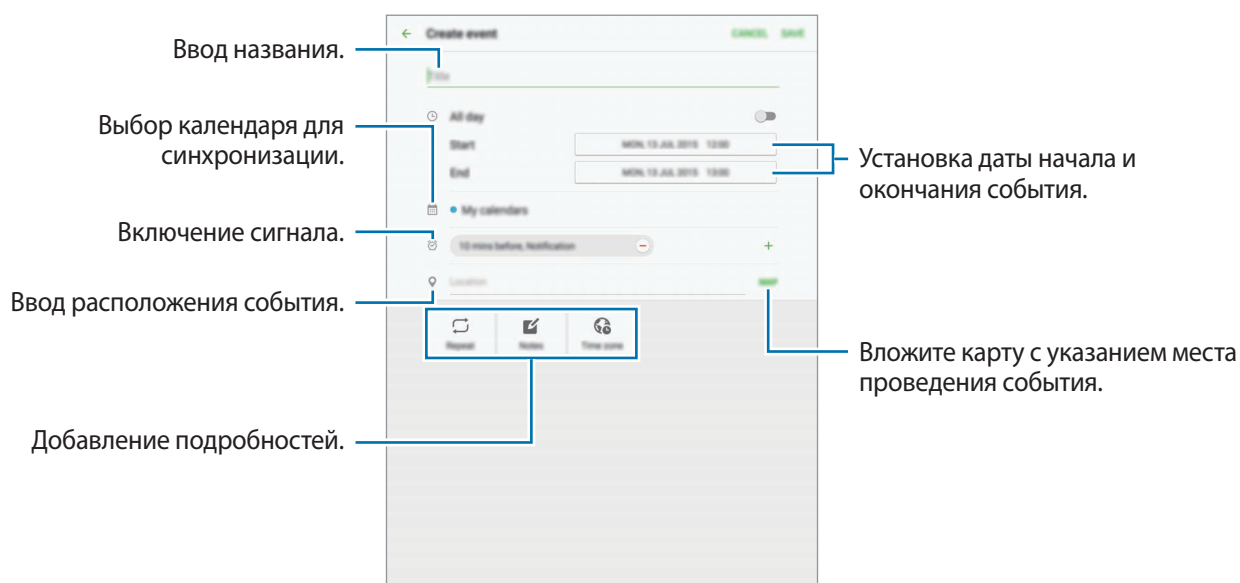 Create event
CANCEL SAVE
Ввод названия.
Title
All day
Выбор календаря для
синхронизации.
Start MON, 13 JUL 2015 12:00
End MON, 13 JUL 2015 13:00
Установка даты начала и
окончания события.
My calendars
Включение сигнала.
10 mins before, Notification
Ввод расположения события.
Location
MAP
Repeat
Notes
Time zone
Вложите карту с указанием места
проведения события.
Добавление подробностей.